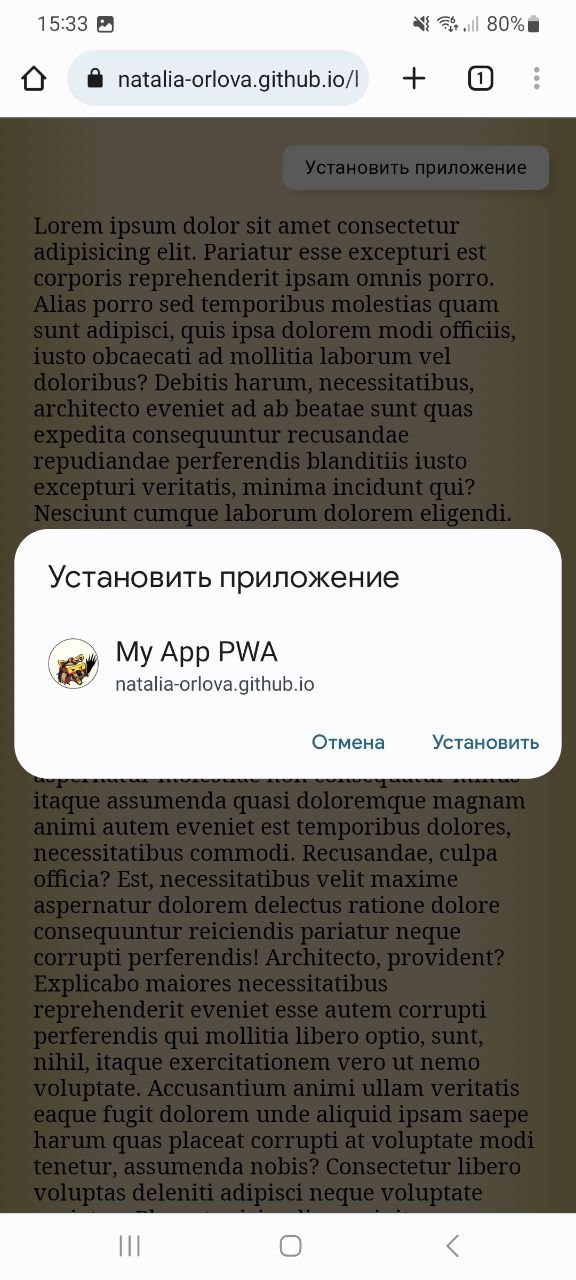 15:33
80%
natalia-orlova.github.io/
1
Установить приложение
Lorem ipsum dolor sit amet consectetur
adipisicing elit. Pariatur esse excepturi est
corporis reprehenderit ipsam omnis porro.
Alias porro sed temporibus molestias quam
sunt adipisci, quis ipsa dolorem modi officiis,
iusto obcaecati ad mollitia laborum vel
doloribus? Debitis harum, necessitatibus,
architecto eveniet ad ab beatae sunt quas
expedita consequuntur recusandae
repudiandae perferendis blanditiis iusto
excepturi veritatis, minima incidunt qui?
Nesciunt cumque laborum dolorem eligendi.
Установить приложение
My App PWA
natalia-orlova.github.io
Отмена
Установить
aspernatur molestiae non consequatur minus
itaque assumenda quasi doloremque magnam
animi autem eveniet est temporibus dolores,
necessitatibus commodi. Recusandae, culpa
officia? Est, necessitatibus velit maxime
aspernatur dolorem delectus ratione dolore
consequuntur reiciendis pariatur neque
corrupti perferendis! Architecto, provident?
Explicabo maiores necessitatibus
reprehenderit eveniet esse autem corrupti
perferendis qui mollitia libero optio, sunt,
nihil, itaque exercitationem vero ut nemo
voluptate. Accusantium animi ullam veritatis
eaque fugit dolorem unde aliquid ipsam saepe
harum quas placeat corrupti at voluptate modi
tenetur, assumenda nobis? Consectetur libero
voluptas deleniti adipisci neque voluptate